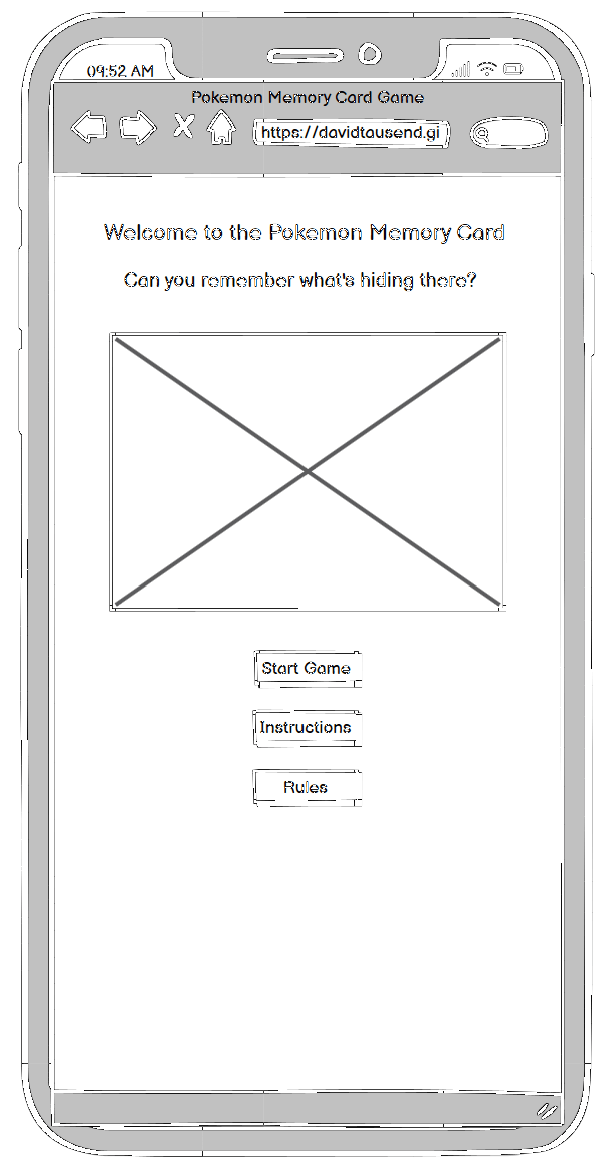 09:52 AM
Pokemon Memory Card Game
https://davidtausend.gi
Welcome to the Pokemon Memory Card
Can you remember what's hiding there?
Start Game
Instructions
Rules